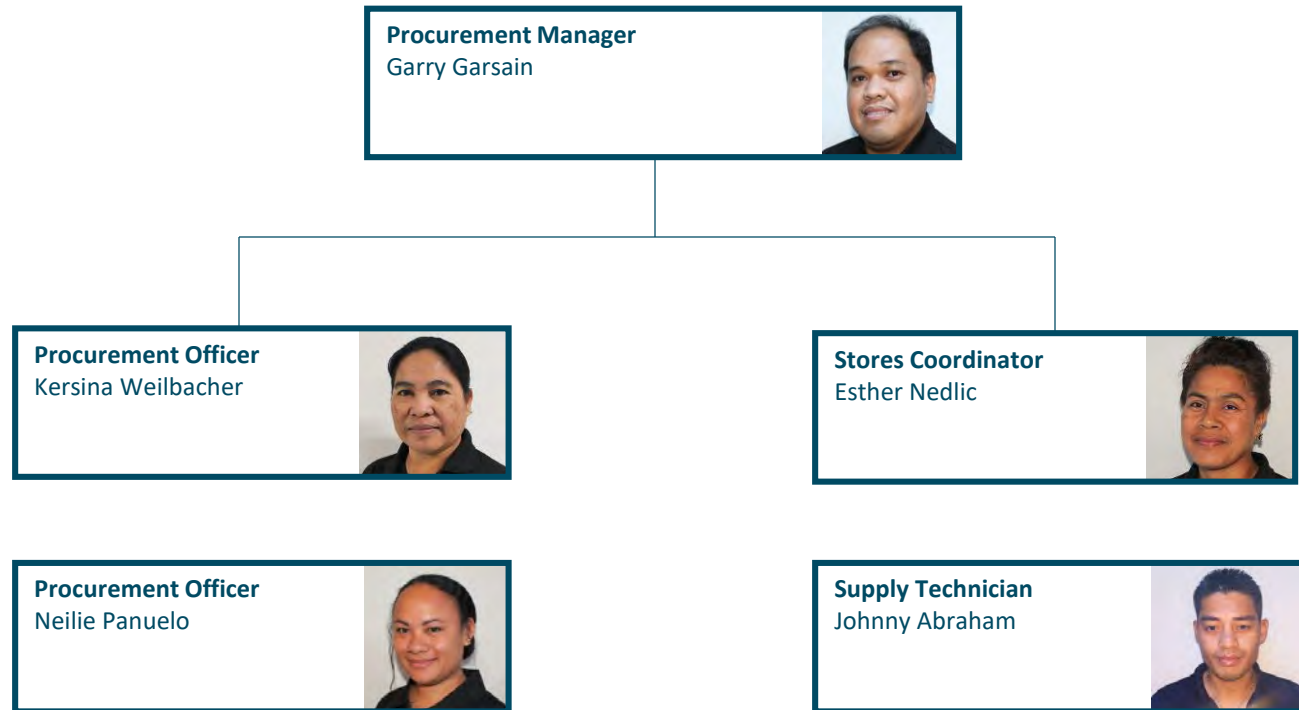 Procurement Manager
Garry Garsain
Procurement Officer
Kersina Weilbacher
Stores Coordinator
Esther Nedlic
Procurement Officer
Neilie Panuelo
Supply Technician
Johnny Abraham